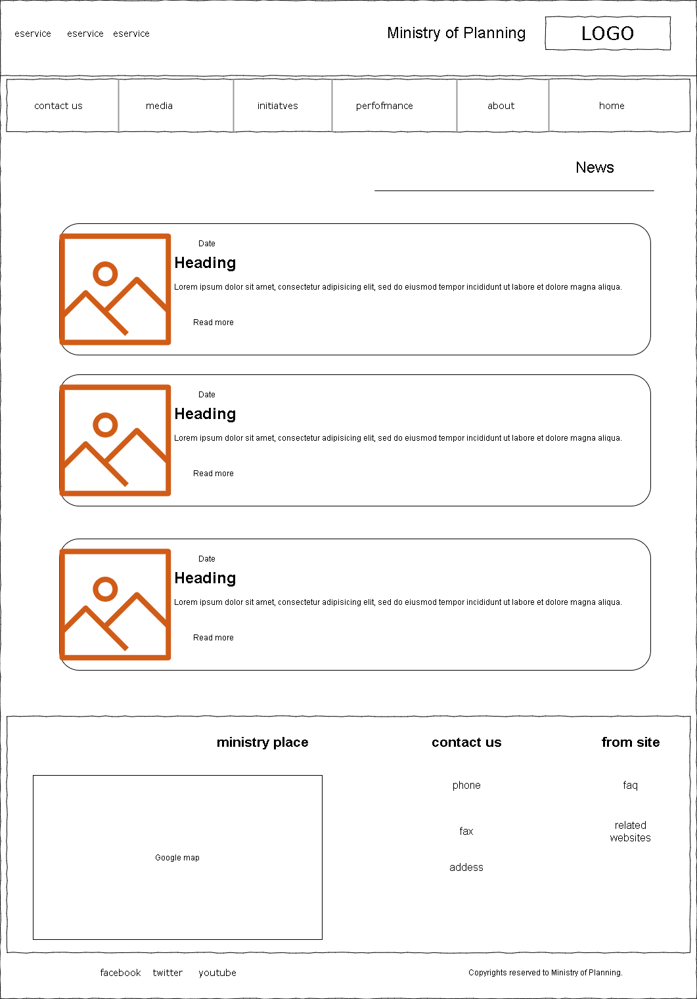 eservice eservice eservice Ministry of Planning LOGO
contact us media initiatves perfofmance about home
News
Date
Heading
Lorem ipsum dolor sit amet, consectetur adipisicing elit, sed do eiusmod tempor incididunt ut labore et dolore magna aliqua.
Read more
Date
Heading
Lorem ipsum dolor sit amet, consectetur adipisicing elit, sed do eiusmod tempor incididunt ut labore et dolore magna aliqua.
Read more
Date
Heading
Lorem ipsum dolor sit amet, consectetur adipisicing elit, sed do eiusmod tempor incididunt ut labore et dolore magna aliqua.
Read more
ministry place
Google map
contact us
phone
fax
addess
from site
faq
related
websites
facebook twitter youtube
Copyrights reserved to Ministry of Planning.